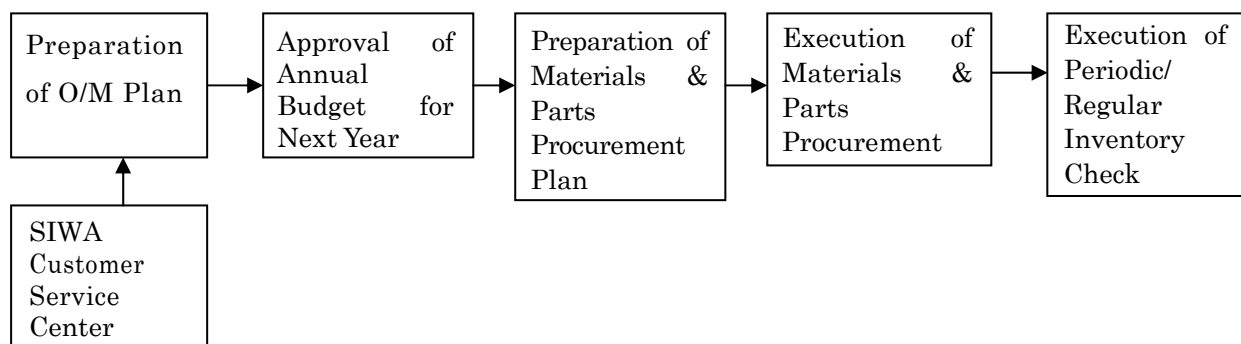 Preparation
of O/M Plan
Approval of
Annual
Budget for
Next Year
Preparation of
Materials &
Parts
Procurement
Plan
Execution of
Materials &
Parts
Procurement
Execution of
Periodic/
Regular
Inventory
Check
SIWA
Customer
Service
Center